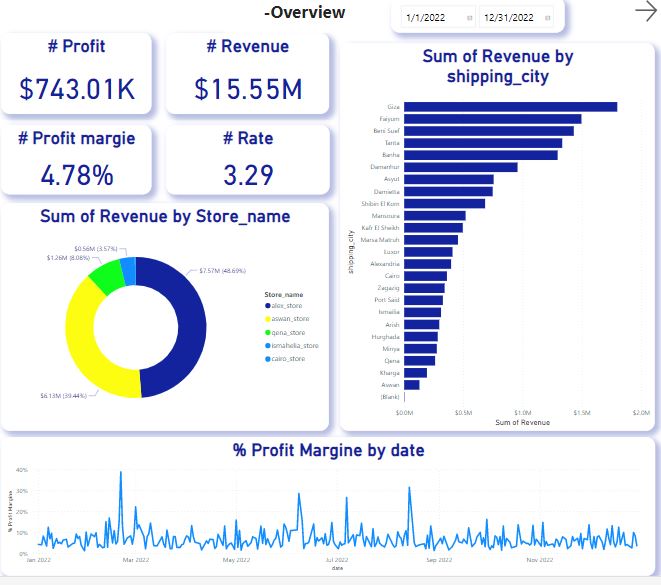 -Overview
1/1/2022
12/31/2022
# Profit
$743.01K
# Revenue
$15.55M
# Profit margie
4.78%
# Rate
3.29
Sum of Revenue by Store_name
$0.56M (3.57%)
$1.26M (8.08%)
$7.57M (48.69%)
$6.13M (39.44%)
Store_name
alex_store
aswan_store
qena_store
ismahelia_store
cairo_store
Sum of Revenue by
shipping_city
shipping_city
Giza
Faiyum
Beni Suef
Tanta
Banha
Damanhur
Asyut
Damietta
Shibin El Kom
Mansoura
Kafr El Sheikh
Marsa Matruh
Luxor
Alexandria
Cairo
Zagazig
Port Said
Ismailia
Arish
Hurghada
Minya
Qena
Kharga
Aswan
(Blank)
$0.0M $0.5M $1.0M $1.5M $2.0M
Sum of Revenue
% Profit Margine by date
% Profit Margine
40%
30%
20%
10%
0%
Jan 2022 Mar 2022 May 2022 Jul 2022 Sep 2022 Nov 2022
date